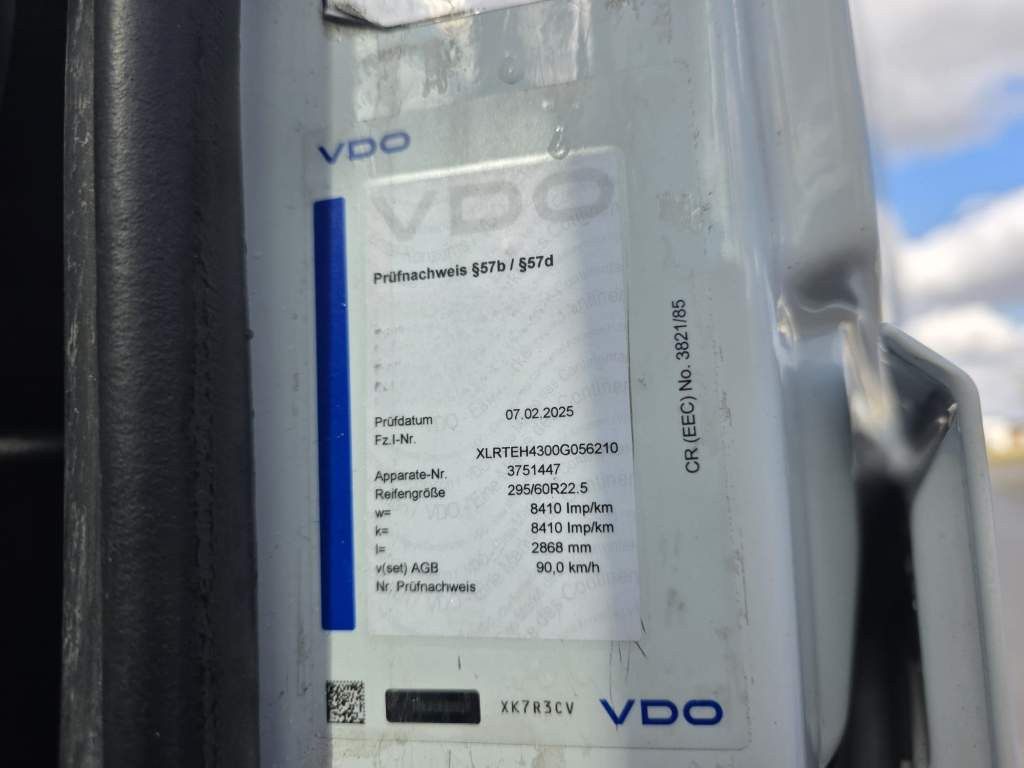 VDO
VDO
Prüfnachweis §57b / §57d
Prüfdatum 07.02.2025
Fz.I-Nr.
XLRTEH4300G056210
Apparate-Nr. 3751447
Reifengröße 295/60R22.5
w= 8410 Imp/km
k= 8410 Imp/km
l= 2868 mm
v(set) AGB 90,0 km/h
Nr. Prüfnachweis
CR (EEC) No. 3821/85
XK7R3CV
VDO